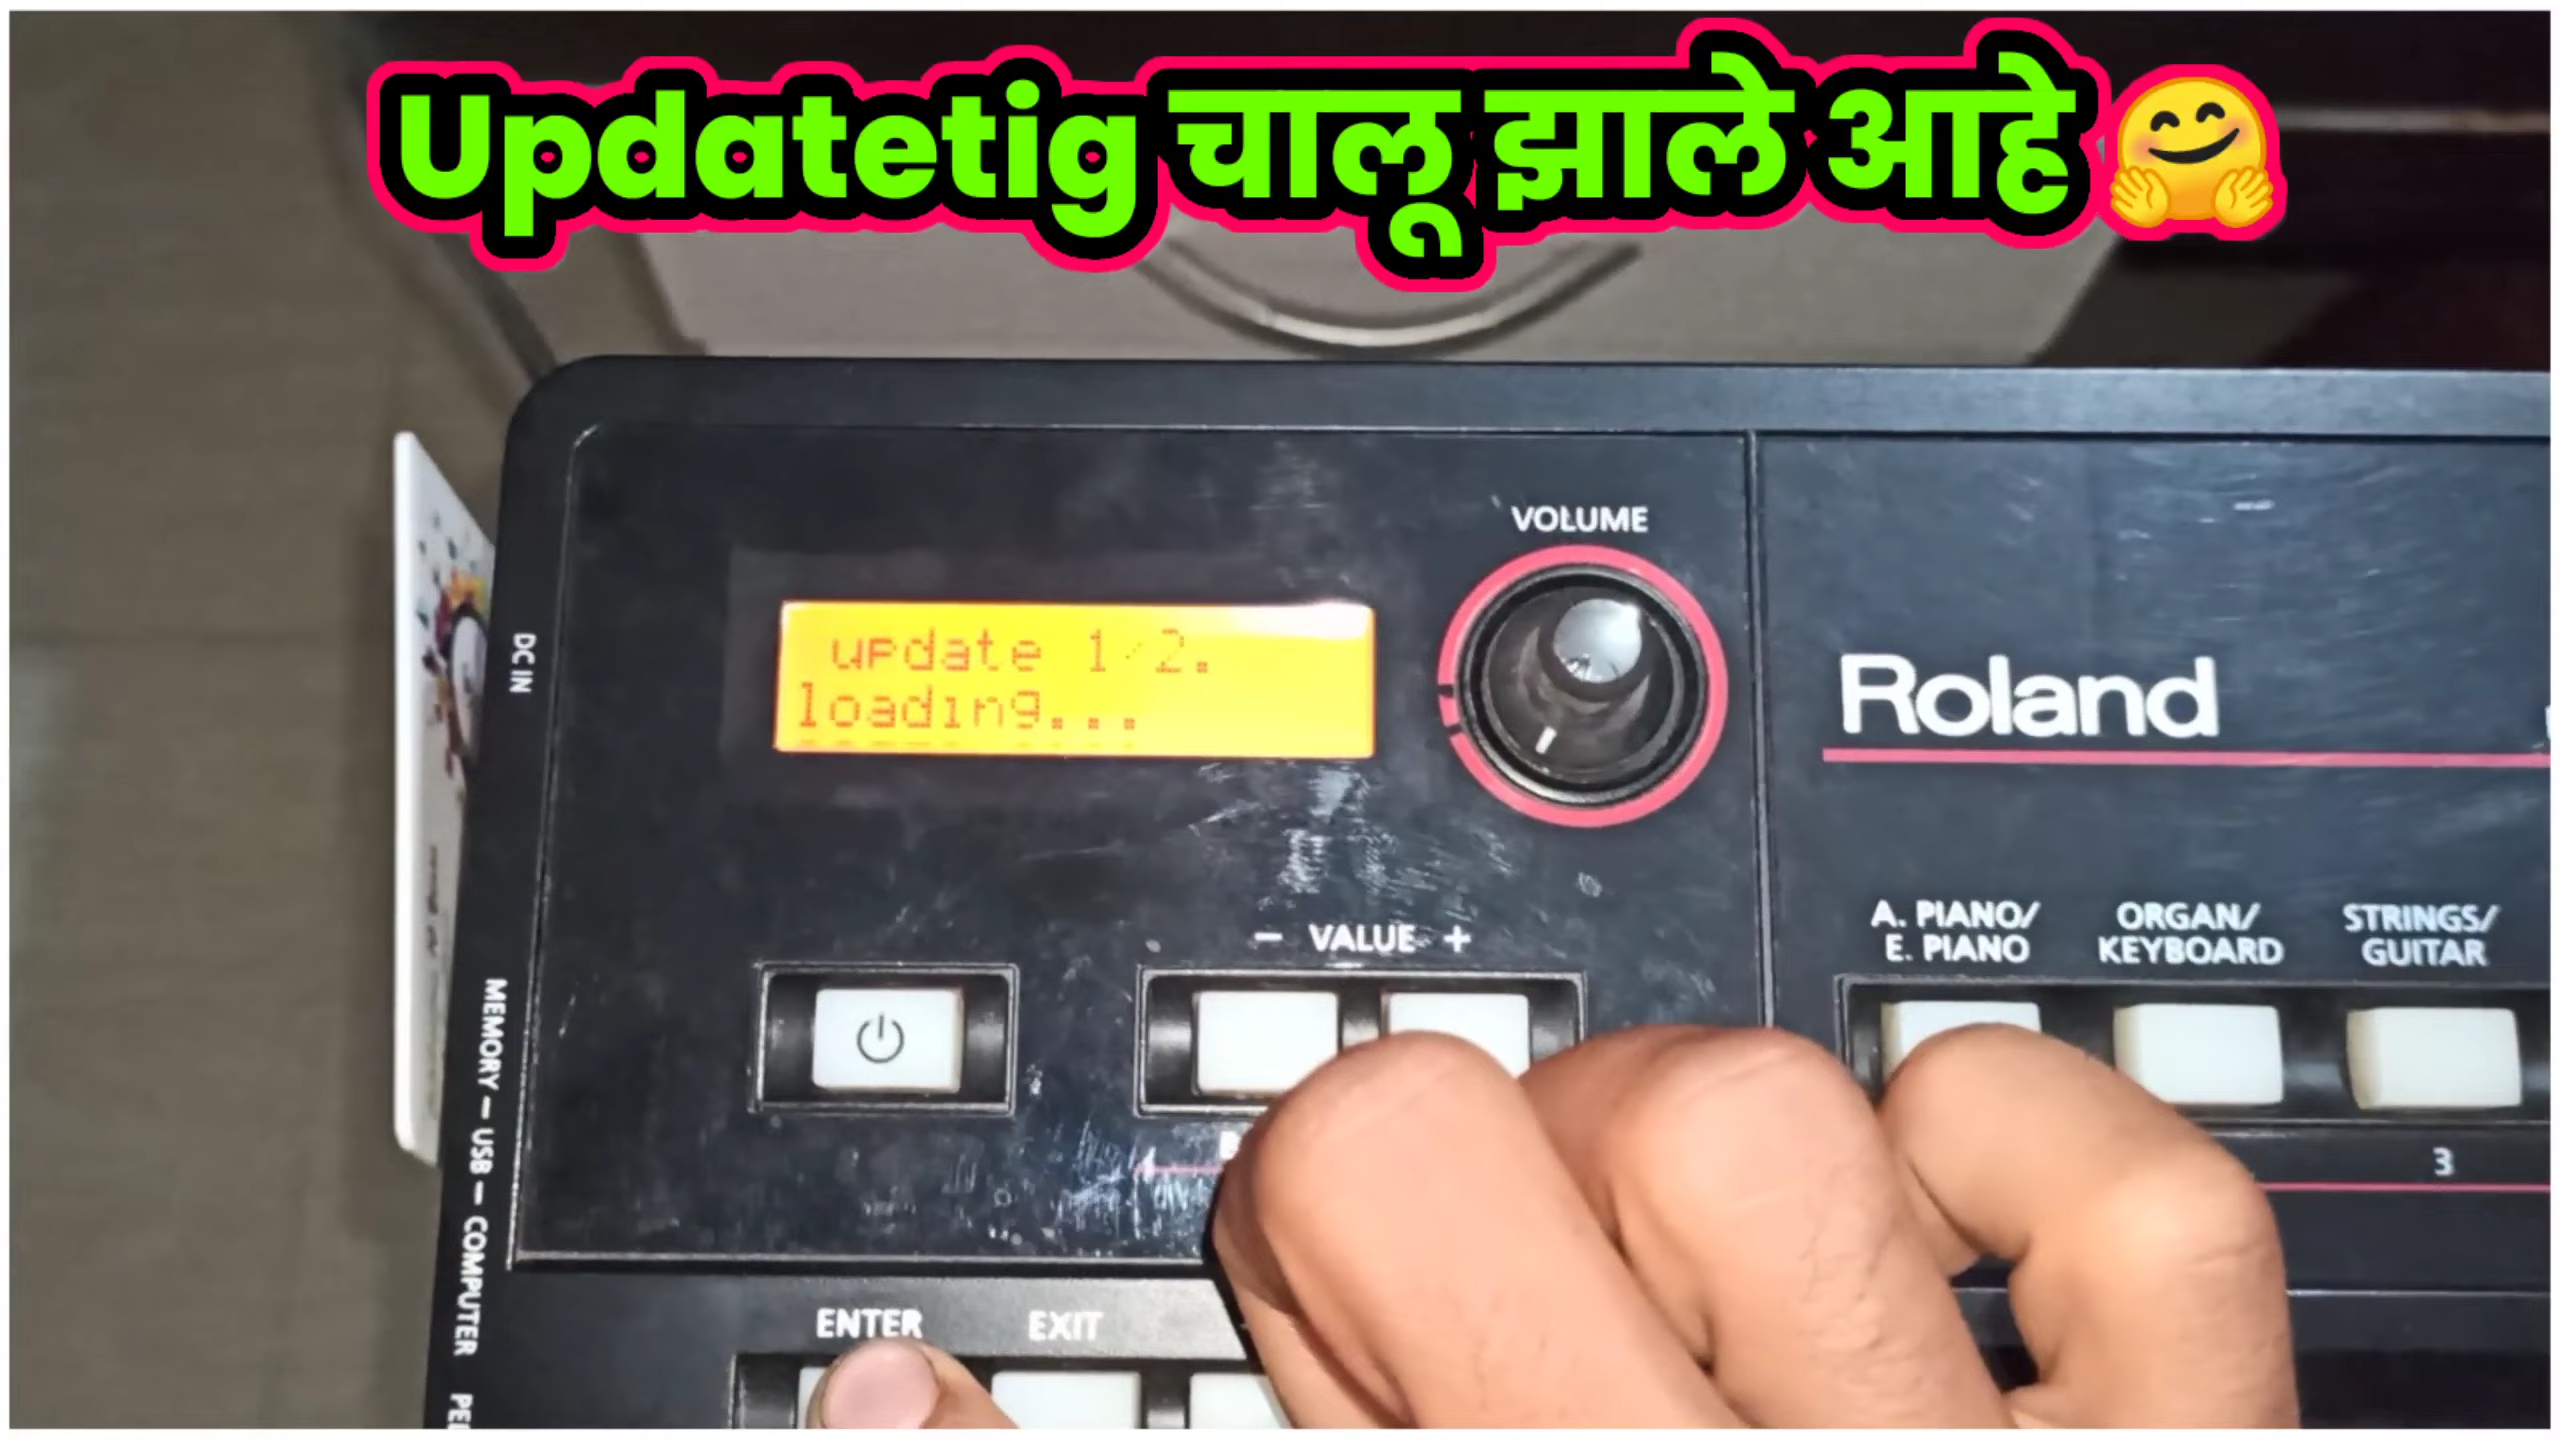 Updatetig चालू झाले आहे 🤗
VOLUME
update 1/2.
loading...
Roland
DC IN
A. PIANO/
E. PIANO
ORGAN/
KEYBOARD
STRINGS/
GUITAR
− VALUE +
3
MEMORY – USB – COMPUTER
ENTER
EXIT